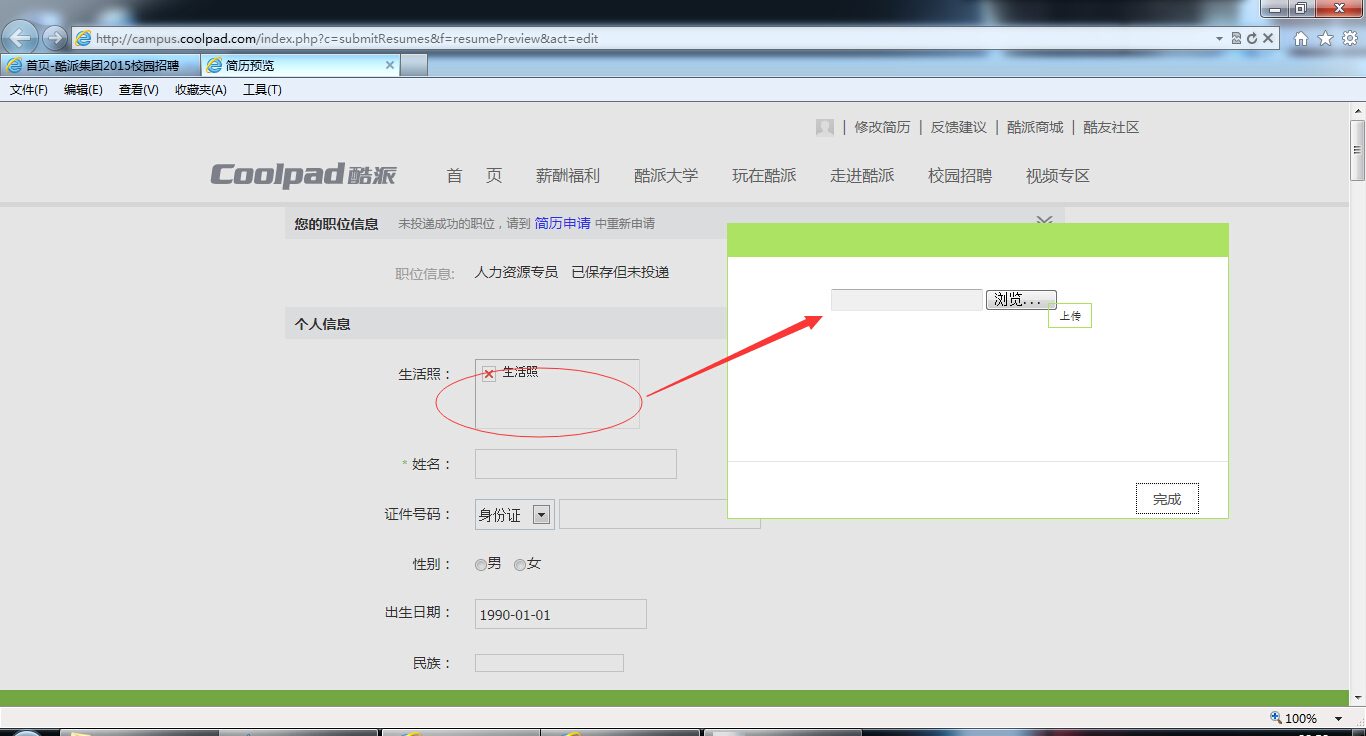 http://campus.coolpad.com/index.php?c=submitResumes&f=resumePreview&act=edit
首页-酷派集团2015校园招聘 简历预览
文件(F) 编辑(E) 查看(V) 收藏夹(A) 工具(T)
| 修改简历 | 反馈建议 | 酷派商城 | 酷友社区
Coolpad 酷派 首 页 薪酬福利 酷派大学 玩在酷派 走进酷派 校园招聘 视频专区
您的职位信息 未投递成功的职位，请到 简历申请 中重新申请
职位信息: 人力资源专员 已保存但未投递
浏览...
上传
个人信息
生活照： 生活照
* 姓名：
完成
证件号码： 身份证
性别： 男 女
出生日期： 1990-01-01
民族：
100%